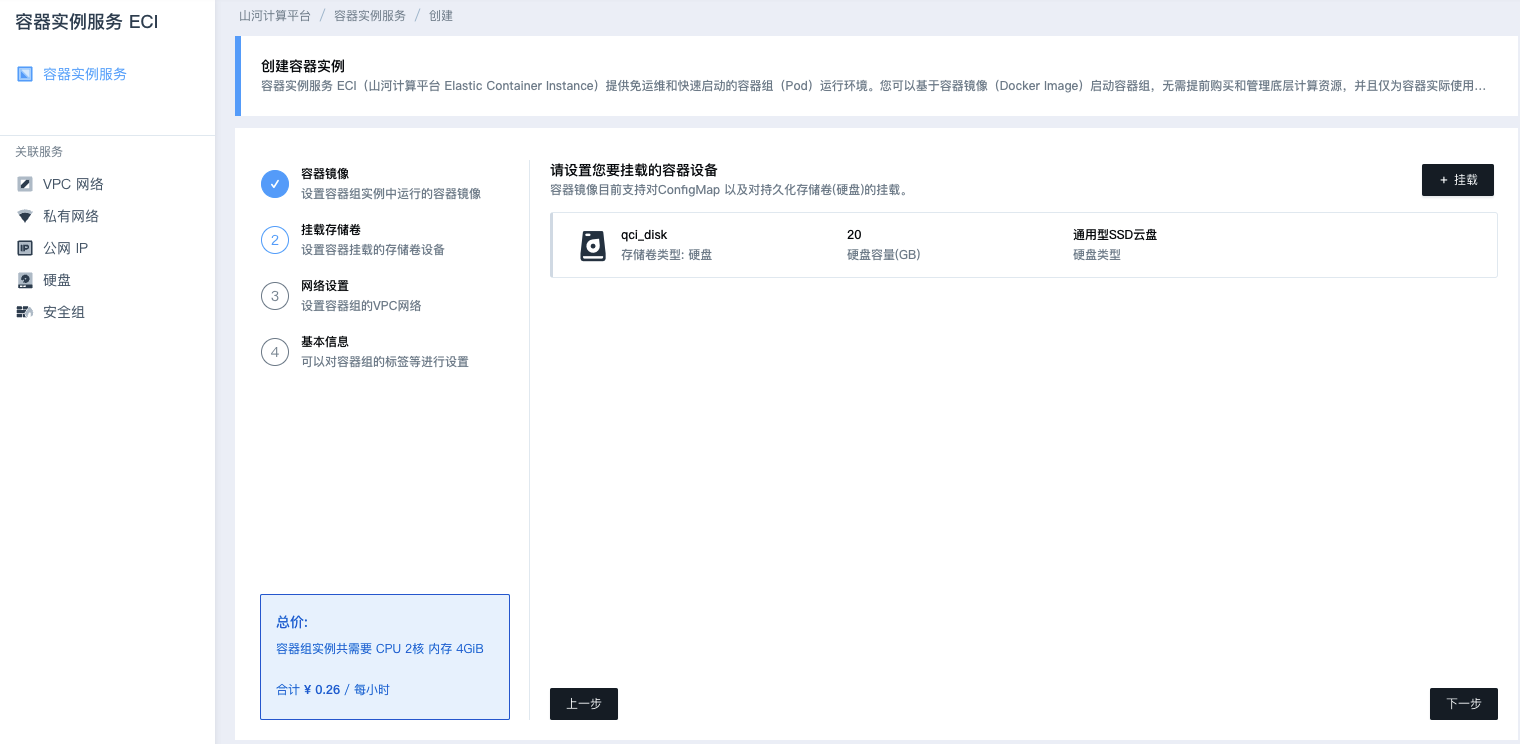 容器实例服务 ECI
容器实例服务
关联服务
VPC 网络
私有网络
公网 IP
硬盘
安全组
山河计算平台 / 容器实例服务 / 创建
创建容器实例
容器实例服务 ECI（山河计算平台 Elastic Container Instance）提供免运维和快速启动的容器组（Pod）运行环境。您可以基于容器镜像（Docker Image）启动容器组，无需提前购买和管理底层计算资源，并且仅为容器实际使用...
容器镜像
设置容器组实例中运行的容器镜像
2
挂载存储卷
设置容器挂载的存储卷设备
3
网络设置
设置容器组的VPC网络
4
基本信息
可以对容器组的标签等进行设置
总价:
容器组实例共需要 CPU 2核 内存 4GiB
合计 ¥ 0.26 / 每小时
请设置您要挂载的容器设备
容器镜像目前支持对ConfigMap 以及对持久化存储卷(硬盘)的挂载。
+ 挂载
qci_disk
存储卷类型: 硬盘
20
硬盘容量(GB)
通用型SSD云盘
硬盘类型
上一步
下一步